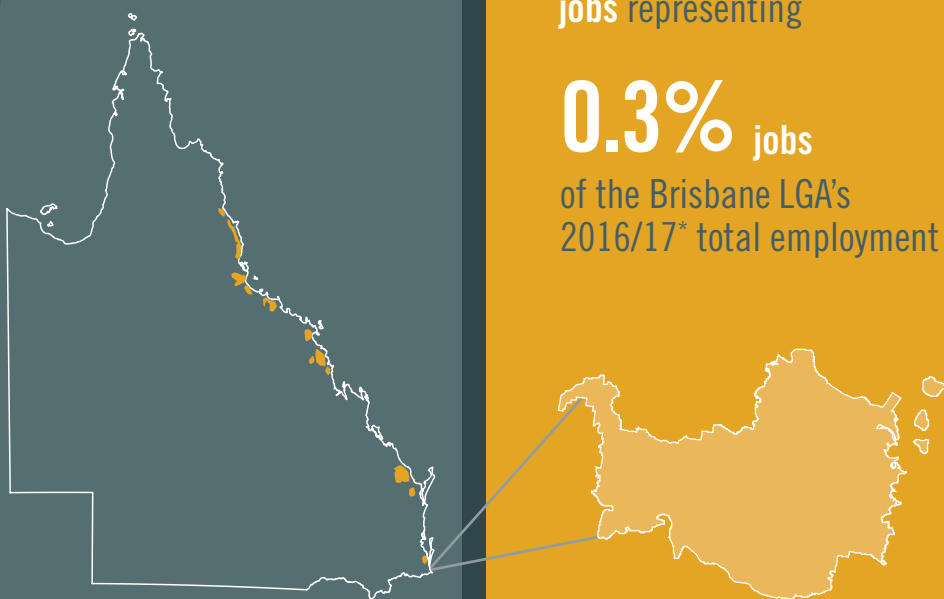 jobs representing
0.3% jobs
of the Brisbane LGA's
2016/17* total employment